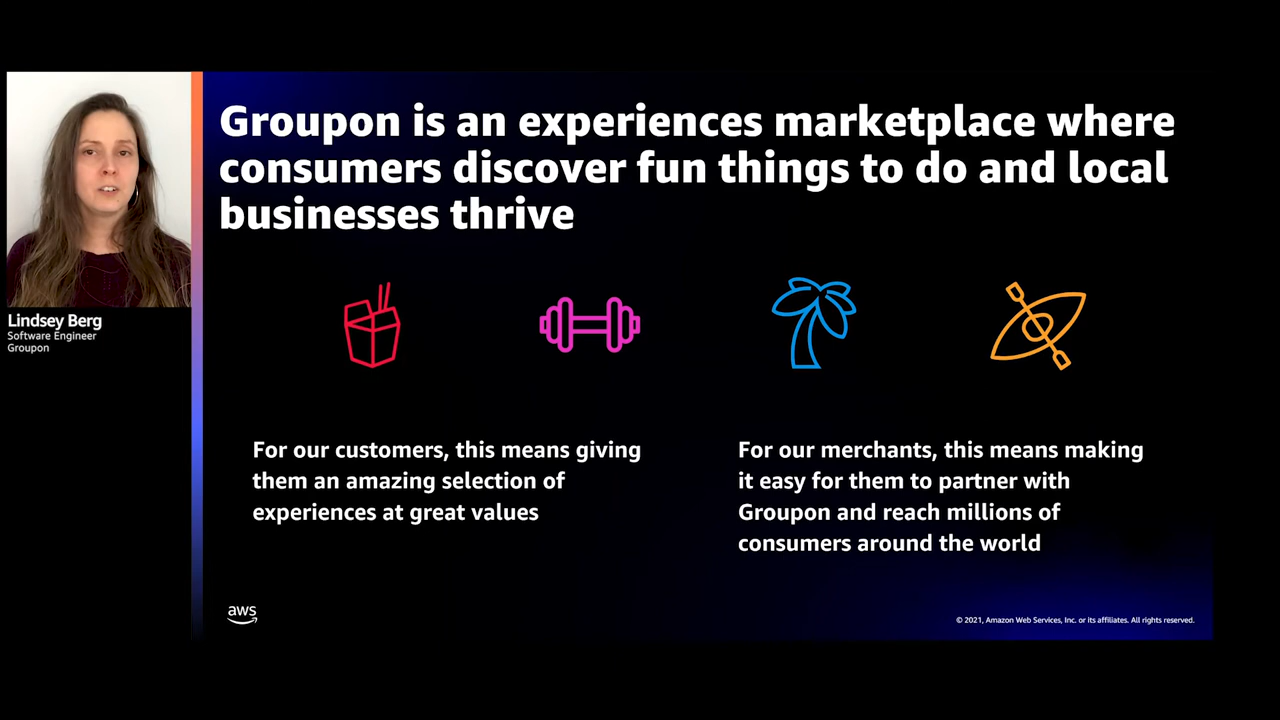 Groupon is an experiences marketplace where
consumers discover fun things to do and local
businesses thrive
Lindsey Berg
Software Engineer
Groupon
For our customers, this means giving
them an amazing selection of
experiences at great values
For our merchants, this means making
it easy for them to partner with
Groupon and reach millions of
consumers around the world
aws
© 2021, Amazon Web Services, Inc. or its affiliates. All rights reserved.